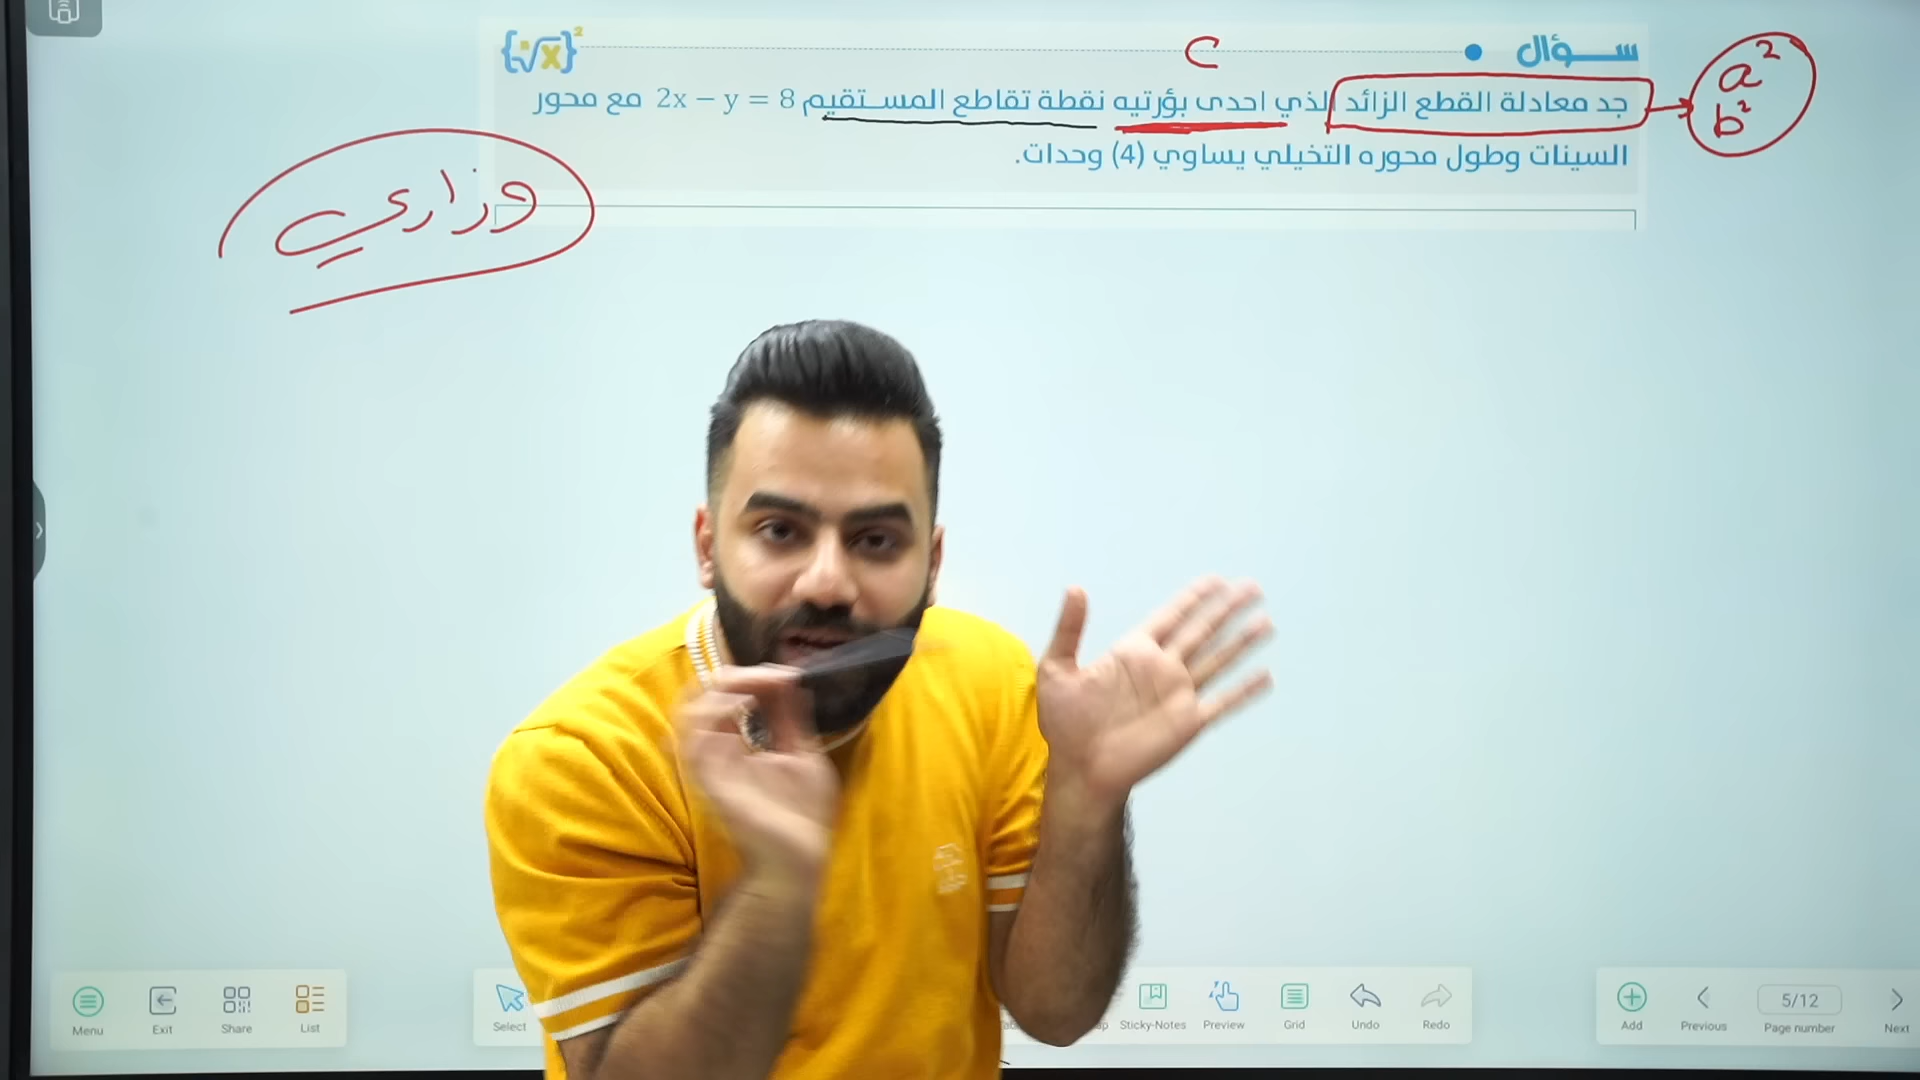 سؤال
{ⁿ√x}²
C
جد معادلة القطع الزائد الذي احدى بؤرتيه نقطة تقاطع المستقيم 2x − y = 8 مع محور
السينات وطول محوره التخيلي يساوي (4) وحدات.
a²
b²
وزاري
Menu
Exit
Share
List
Select
Sticky-Notes
Preview
Grid
Undo
Redo
Add
Previous
5/12
Page number
Next